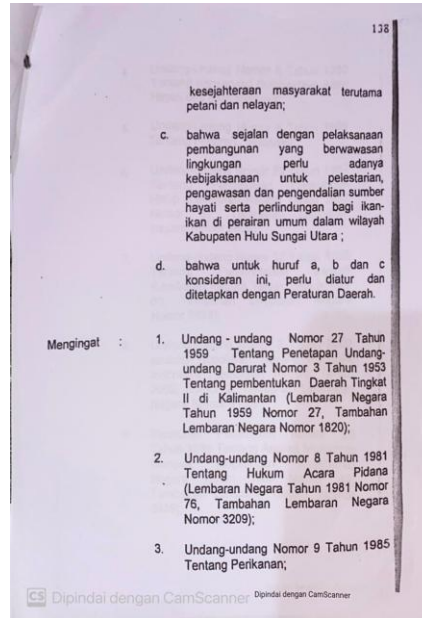 138
kesejahteraan masyarakat terutama
petani dan nelayan;
c. bahwa sejalan dengan pelaksanaan
pembangunan yang berwawasan
lingkungan perlu adanya
kebijaksanaan untuk pelestarian,
pengawasan dan pengendalian sumber
hayati serta perlindungan bagi ikan-
ikan di perairan umum dalam wilayah
Kabupaten Hulu Sungai Utara ;
d. bahwa untuk huruf a, b dan c
konsideran ini, perlu diatur dan
ditetapkan dengan Peraturan Daerah.
Mengingat : 1. Undang - undang Nomor 27 Tahun
1959 Tentang Penetapan Undang-
undang Darurat Nomor 3 Tahun 1953
Tentang pembentukan Daerah Tingkat
II di Kalimantan (Lembaran Negara
Tahun 1959 Nomor 27, Tambahan
Lembaran Negara Nomor 1820);
2. Undang-undang Nomor 8 Tahun 1981
Tentang Hukum Acara Pidana
(Lembaran Negara Tahun 1981 Nomor
76, Tambahan Lembaran Negara
Nomor 3209);
3. Undang-undang Nomor 9 Tahun 1985
Tentang Perikanan;
CS Dipindai dengan CamScanner Dipindai dengan CamScanner